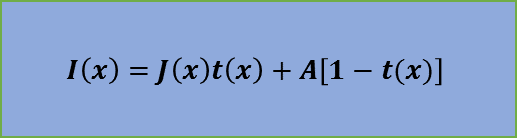 I(x) = J(x)t(x) + A[1 − t(x)]